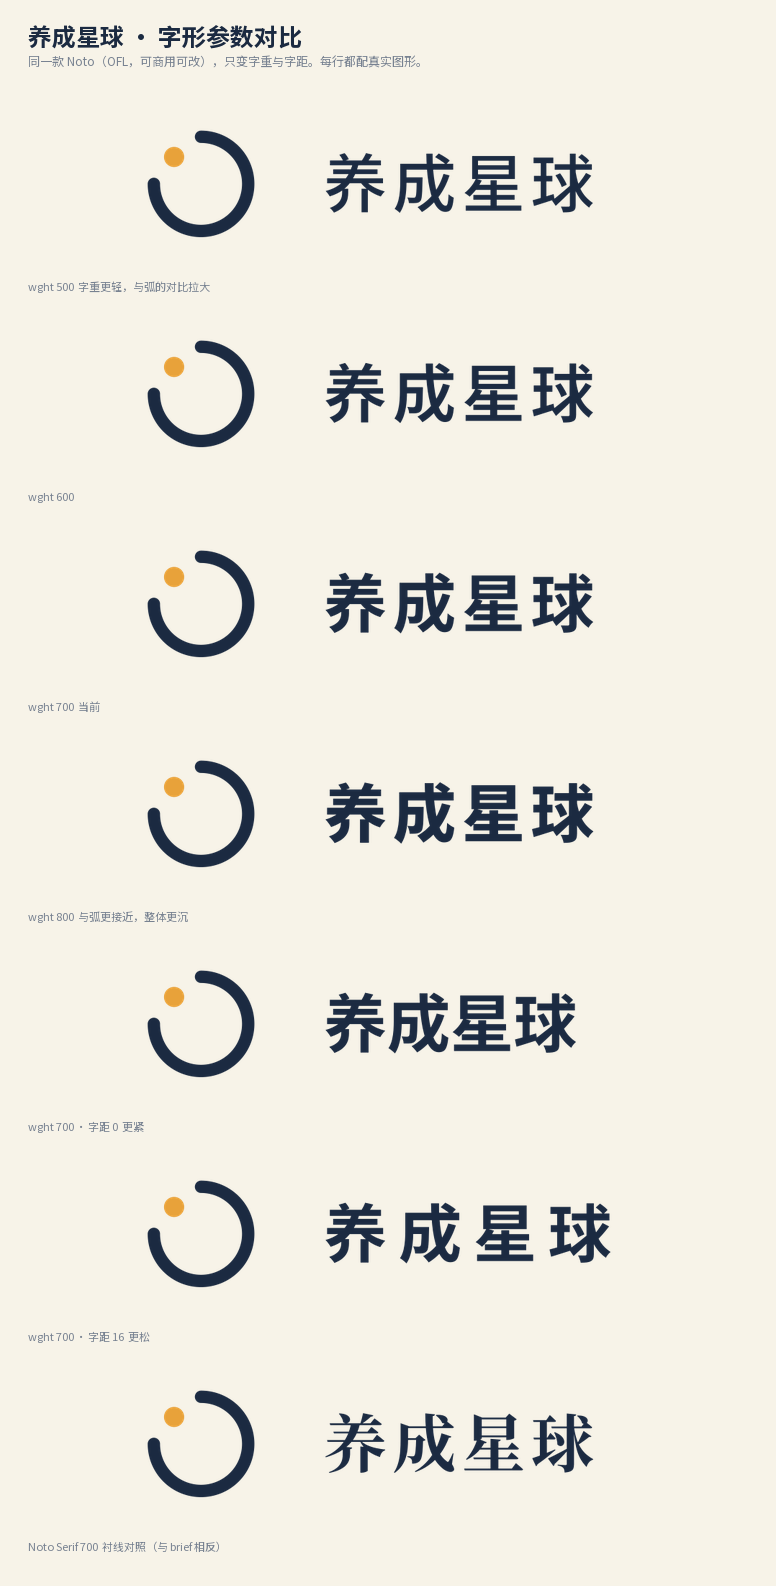 养成星球 · 字形参数对比
同一款 Noto（OFL，可商用可改），只变字重与字距。每行都配真实图形。
养成星球
wght 500 字重更轻，与弧的对比拉大
养成星球
wght 600
养成星球
wght 700 当前
养成星球
wght 800 与弧更接近，整体更沉
养成星球
wght 700 · 字距 0 更紧
养成星球
wght 700 · 字距 16 更松
养成星球
Noto Serif 700 衬线对照（与 brief 相反）